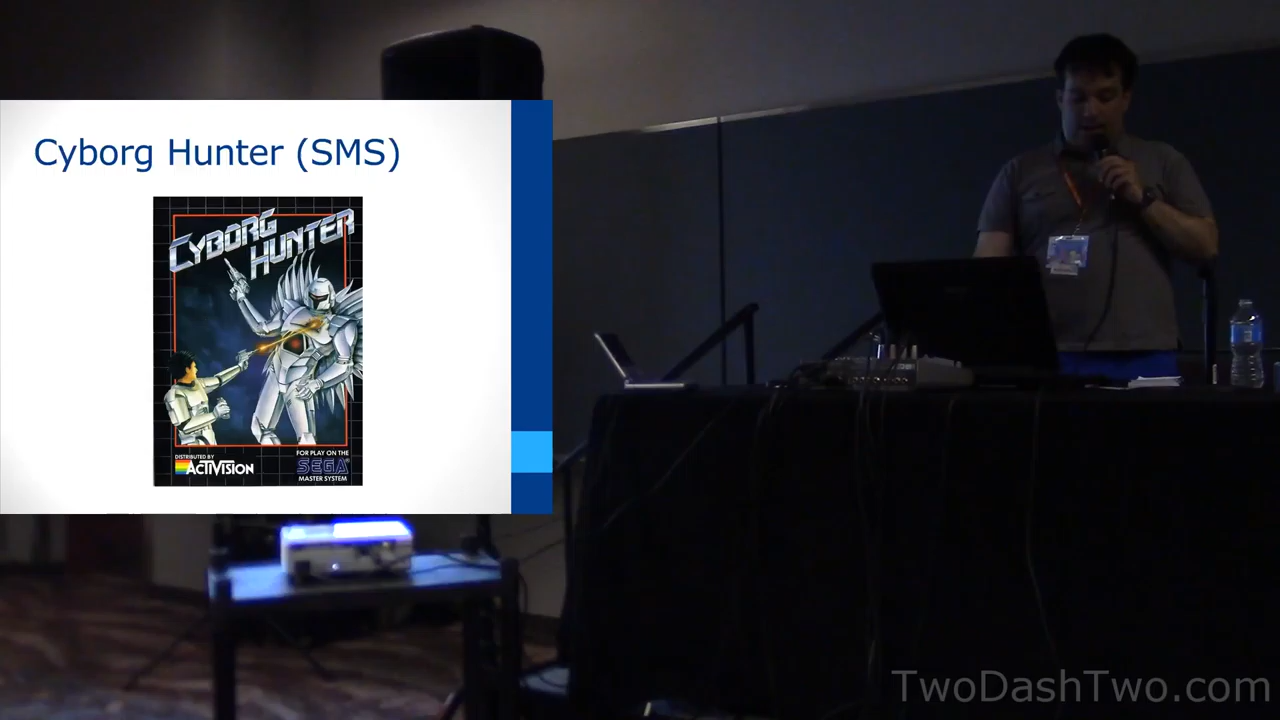 Cyborg Hunter (SMS)
CYBORG
HUNTER
DISTRIBUTED BY
ACTIVISION
FOR PLAY ON THE
SEGA
MASTER SYSTEM
TwoDashTwo.com